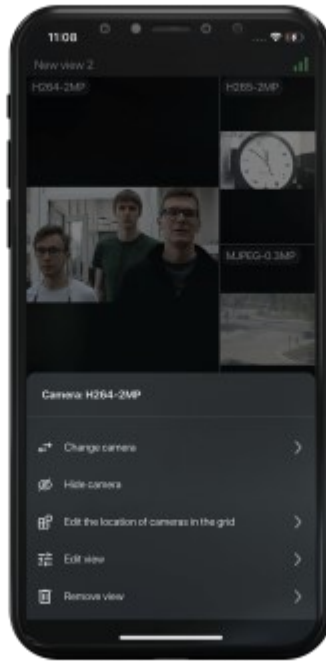 11:08
New view 2
H264-2MP
H265-2MP
MJPEG-0.3MP
Camera: H264-2MP
Change camera
Hide camera
Edit the location of cameras in the grid
Edit view
Remove view